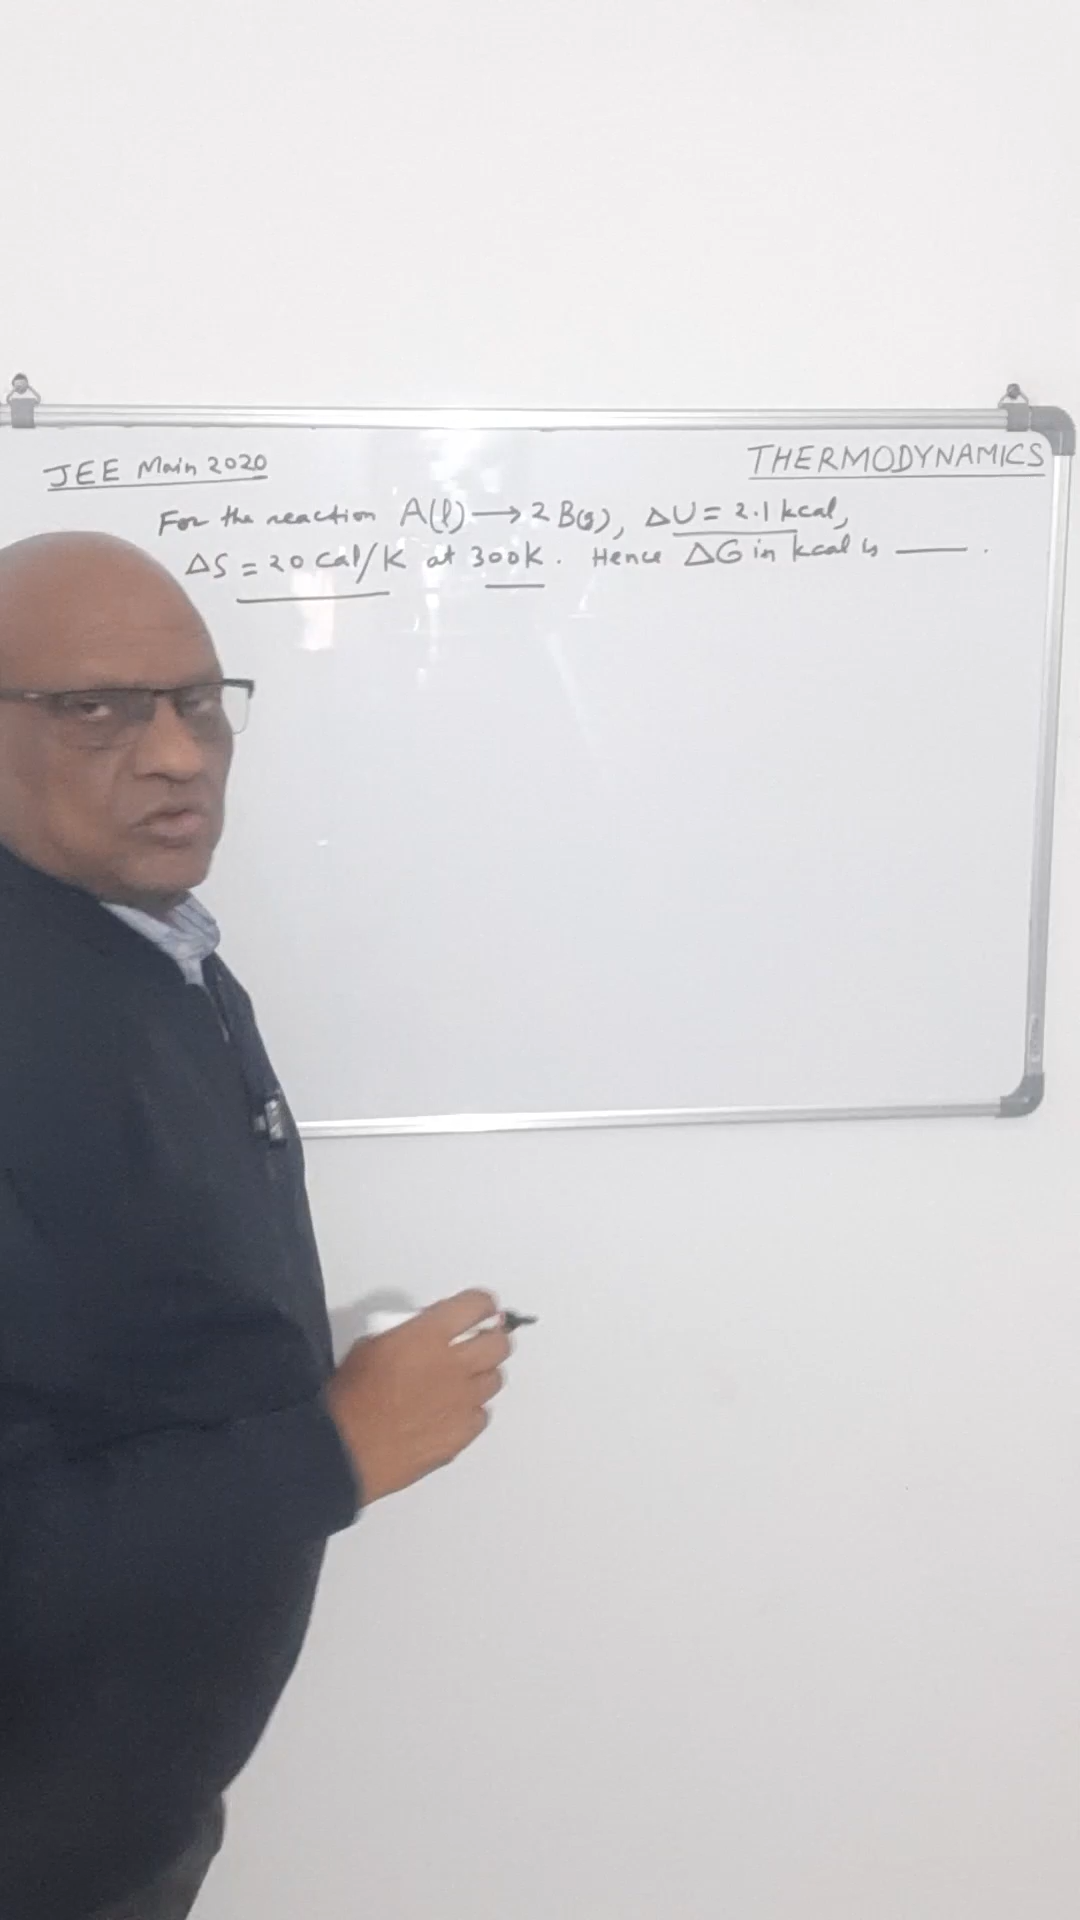 JEE Main 2020
THERMODYNAMICS
For the reaction A(l) → 2 B(g), ΔU = 2.1 kcal,
ΔS = 20 cal/K at 300K. Hence ΔG in kcal is ____.